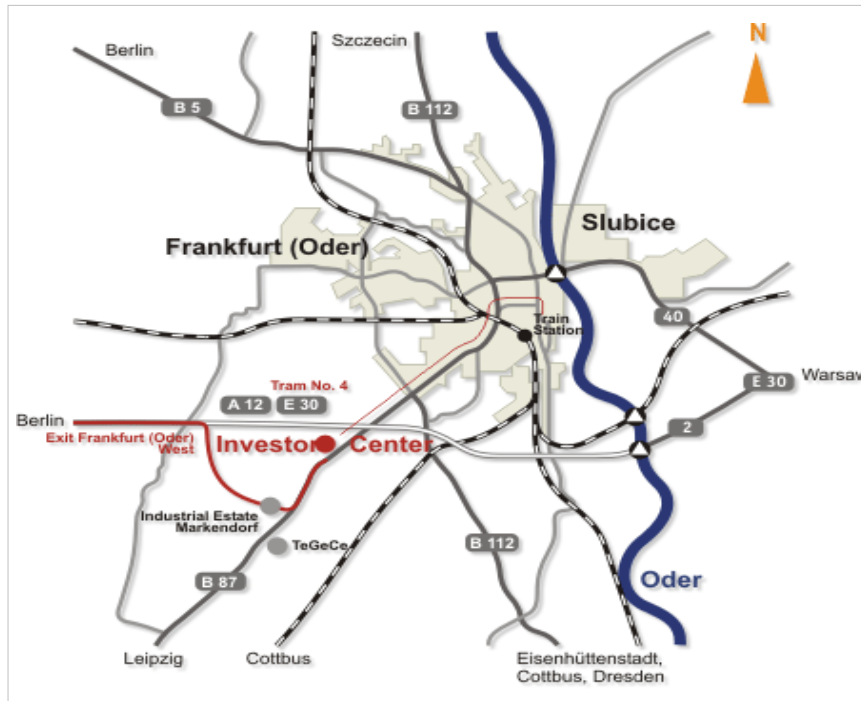 N
Szczecin
Berlin
B 5
B 112
Slubice
Frankfurt (Oder)
Train
Station
40
Tram No. 4
E 30
Warsaw
A 12
E 30
Berlin
2
Exit Frankfurt (Oder)
West
Investor Center
Industrial Estate
Markendorf
TeGeCe
B 112
B 87
Oder
Leipzig
Cottbus
Eisenhüttenstadt,
Cottbus, Dresden